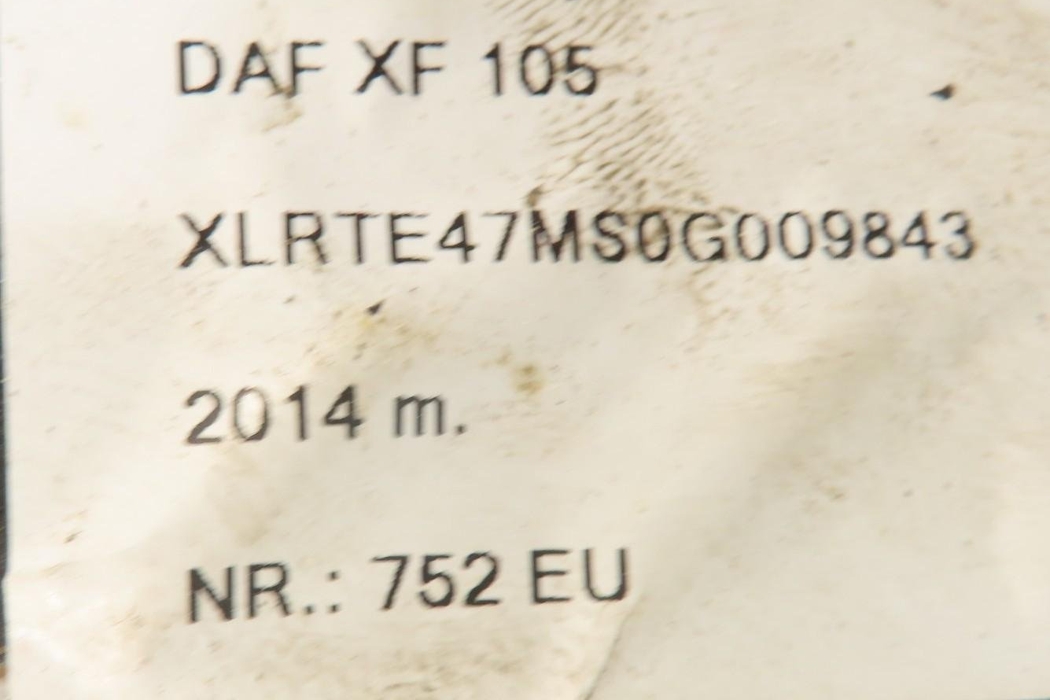 DAF XF 105
XLRTE47MS0G009843
2014 m.
NR.: 752 EU